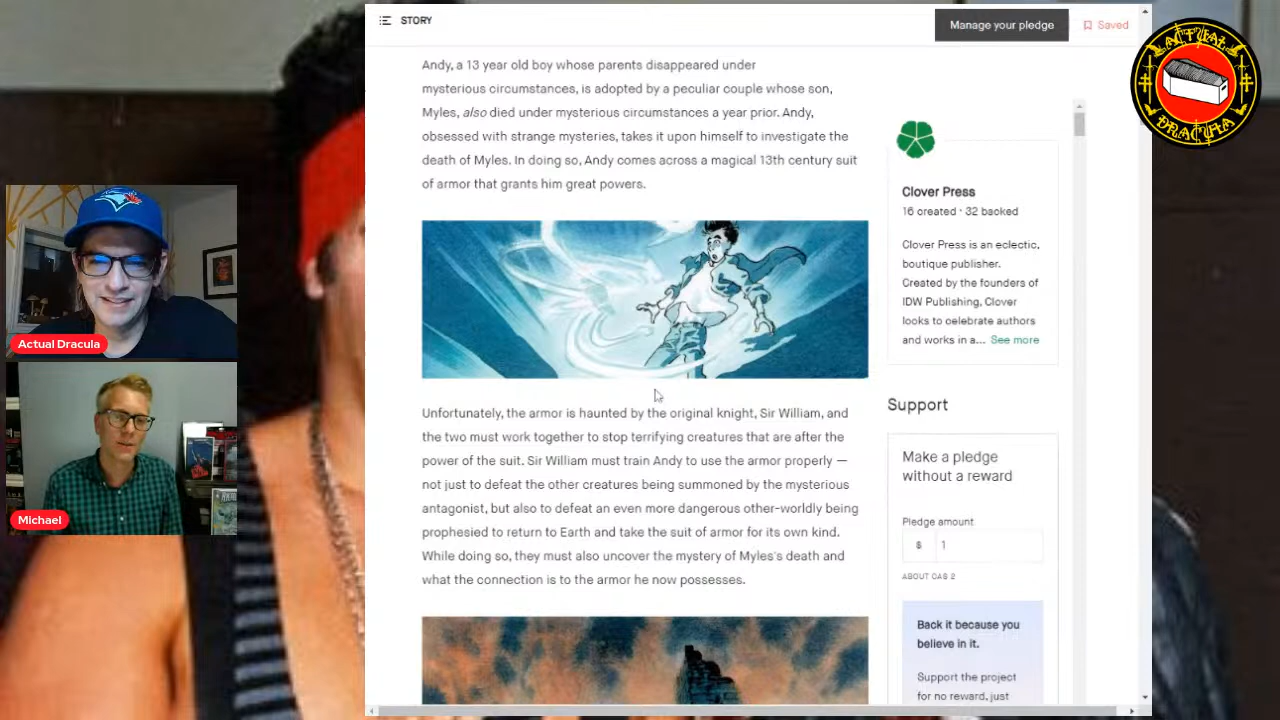 STORY
Manage your pledge
Saved
ACTUAL
DRACULA
Andy, a 13 year old boy whose parents disappeared under
mysterious circumstances, is adopted by a peculiar couple whose son,
Myles, also died under mysterious circumstances a year prior. Andy,
obsessed with strange mysteries, takes it upon himself to investigate the
death of Myles. In doing so, Andy comes across a magical 13th century suit
of armor that grants him great powers.
Clover Press
16 created · 32 backed
Clover Press is an eclectic,
boutique publisher.
Created by the founders of
IDW Publishing, Clover
looks to celebrate authors
and works in a... See more
Actual Dracula
Michael
Unfortunately, the armor is haunted by the original knight, Sir William, and
the two must work together to stop terrifying creatures that are after the
power of the suit. Sir William must train Andy to use the armor properly —
not just to defeat the other creatures being summoned by the mysterious
antagonist, but also to defeat an even more dangerous other-worldly being
prophesied to return to Earth and take the suit of armor for its own kind.
While doing so, they must also uncover the mystery of Myles's death and
what the connection is to the armor he now possesses.
Support
Make a pledge
without a reward
Pledge amount
$ 1
ABOUT CA$ 2
Back it because you
believe in it.
Support the project
for no reward, just